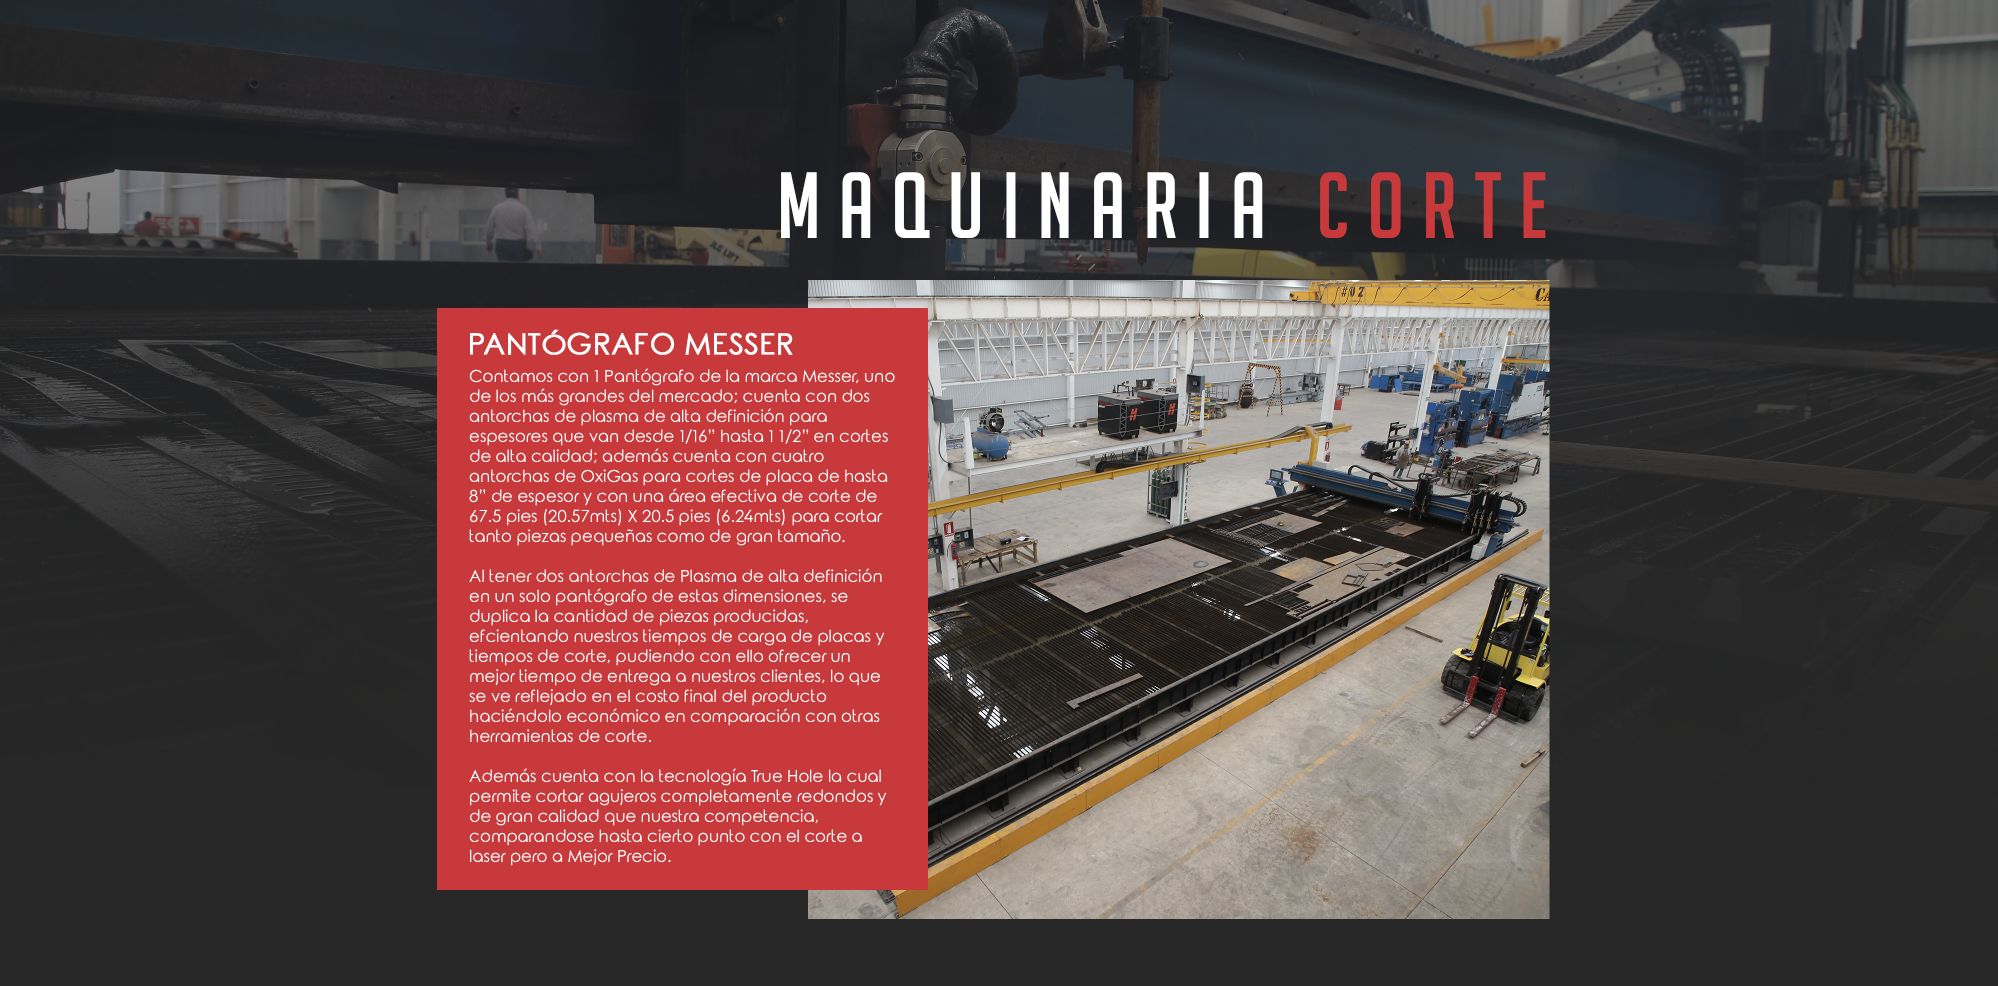 MAQUINARIA CORTE
PANTÓGRAFO MESSER
Contamos con 1 Pantógrafo de la marca Messer, uno
de los más grandes del mercado; cuenta con dos
antorchas de plasma de alta definición para
espesores que van desde 1/16” hasta 1 1/2” en cortes
de alta calidad; además cuenta con cuatro
antorchas de OxiGas para cortes de placa de hasta
8” de espesor y con una área efectiva de corte de
67.5 pies (20.57mts) X 20.5 pies (6.24mts) para cortar
tanto piezas pequeñas como de gran tamaño.
Al tener dos antorchas de Plasma de alta definición
en un solo pantógrafo de estas dimensiones, se
duplica la cantidad de piezas producidas,
efcientando nuestros tiempos de carga de placas y
tiempos de corte, pudiendo con ello ofrecer un
mejor tiempo de entrega a nuestros clientes, lo que
se ve reflejado en el costo final del producto
haciéndolo económico en comparación con otras
herramientas de corte.
Además cuenta con la tecnología True Hole la cual
permite cortar agujeros completamente redondos y
de gran calidad que nuestra competencia,
comparandose hasta cierto punto con el corte a
laser pero a Mejor Precio.
#02